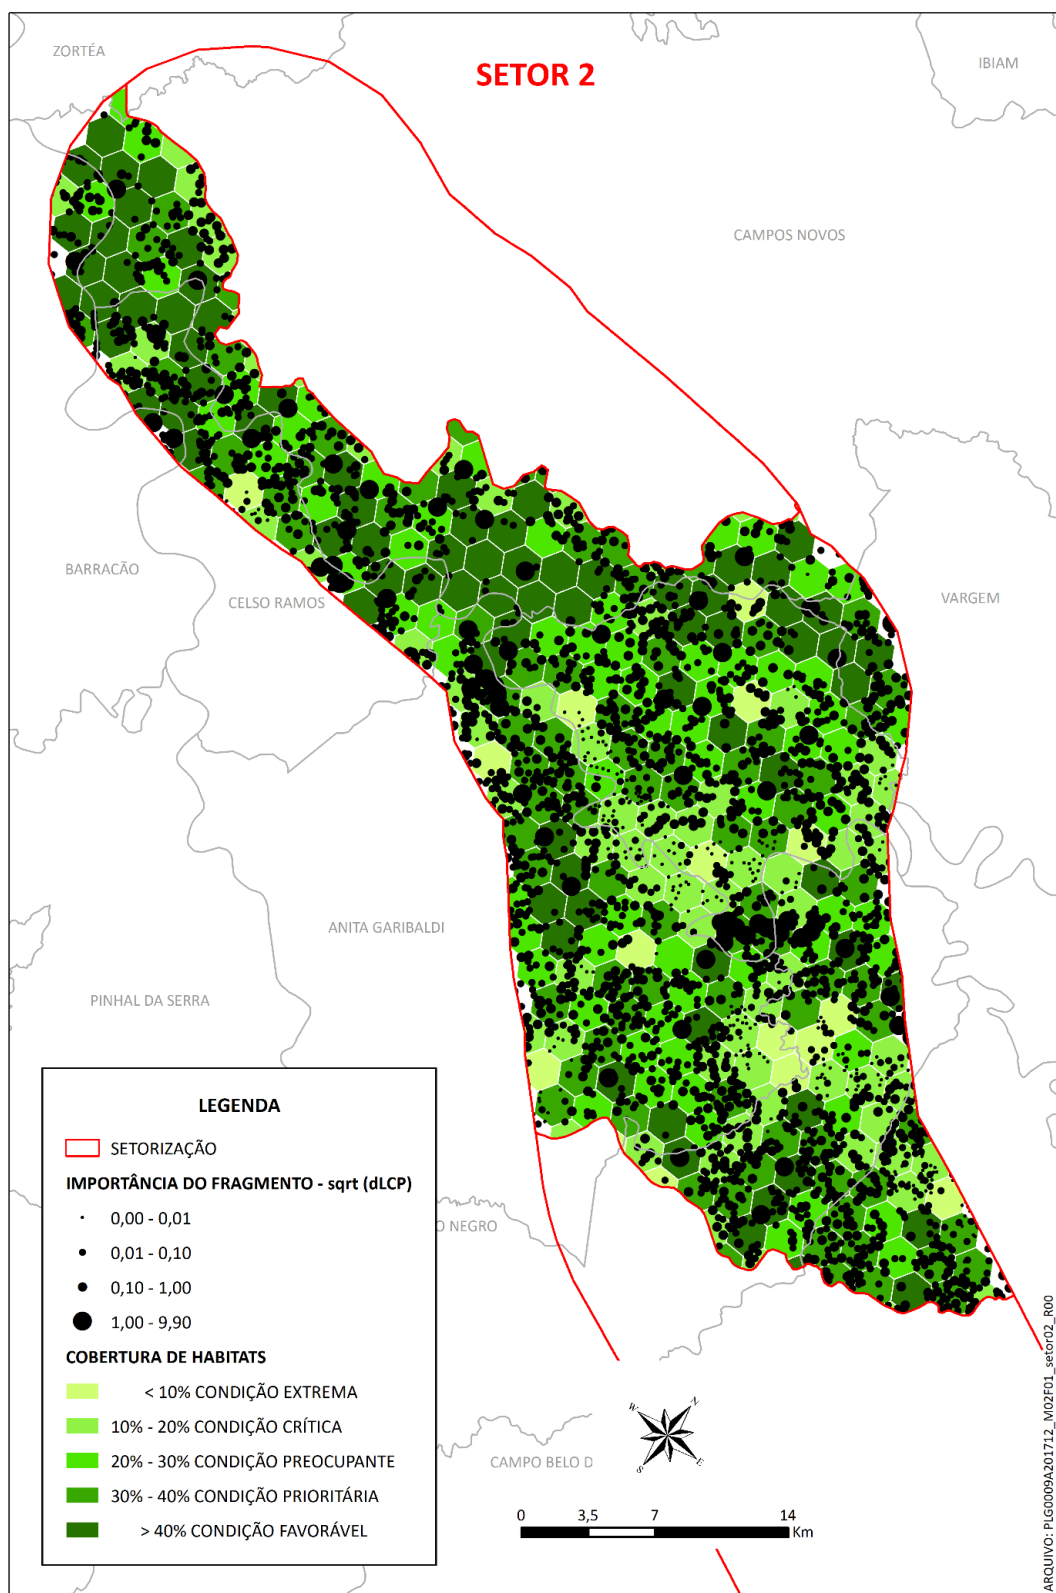 ZORTÉA
SETOR 2
IBIAM
CAMPOS NOVOS
BARRACÃO
CELSO RAMOS
VARGEM
ANITA GARIBALDI
PINHAL DA SERRA
O NEGRO
CAMPO BELO D
LEGENDA
SETORIZAÇÃO
IMPORTÂNCIA DO FRAGMENTO - sqrt (dLCP)
0,00 - 0,01
0,01 - 0,10
0,10 - 1,00
1,00 - 9,90
COBERTURA DE HABITATS
< 10% CONDIÇÃO EXTREMA
10% - 20% CONDIÇÃO CRÍTICA
20% - 30% CONDIÇÃO PREOCUPANTE
30% - 40% CONDIÇÃO PRIORITÁRIA
> 40% CONDIÇÃO FAVORÁVEL
W N
S E
0 3,5 7 14
Km
ARQUIVO: PLG0009A201712_M02F01_setor02_R00